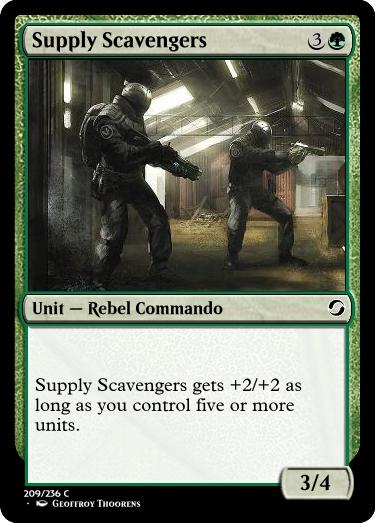 Supply Scavengers 3
Unit — Rebel Commando
Supply Scavengers gets +2/+2 as
long as you control five or more
units.
3/4
209/236 C
· Geoffroy Thoorens